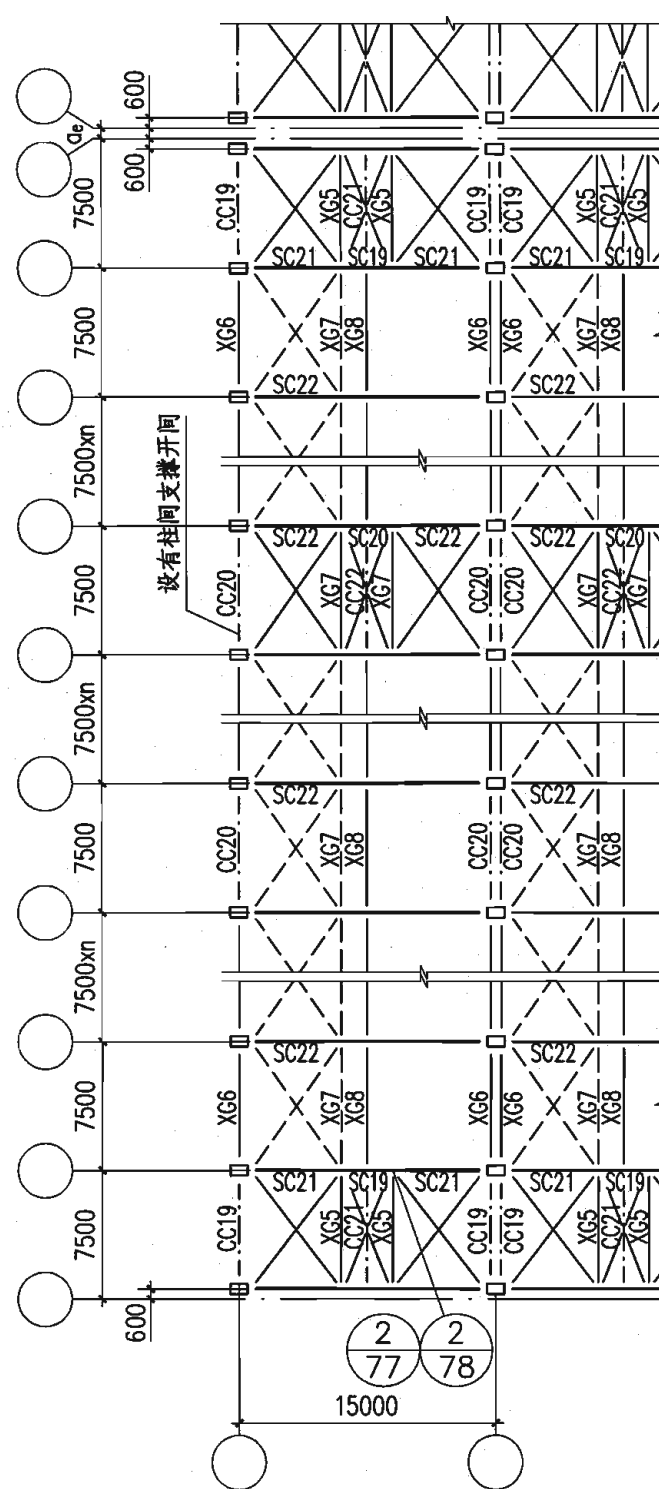 600
ae
600
7500
CC19 XG5 CC21 XG5 CC19 CC19 XG5 CC21 XG5
SC21 SC19 SC21 SC21 SC19
7500
XG6 XG7 XG8 XG6 XG6 XG7 XG8
SC22 SC22
7500xn
设有柱间支撑开间
SC22 SC20 SC22 SC22 SC20
7500
CC20 XG7 CC22 XG7 CC20 CC20 XG7 CC22 XG7
7500xn
SC22 SC22
7500
CC20 XG7 XG8 CC20 CC20 XG7 XG8
7500xn
SC22 SC22
7500
XG6 XG7 XG8 XG6 XG6 XG7 XG8
SC21 SC19 SC21 SC21 SC19
7500
CC19 XG5 CC21 XG5 CC19 CC19 XG5 CC21 XG5
600
2 2
77 78
15000